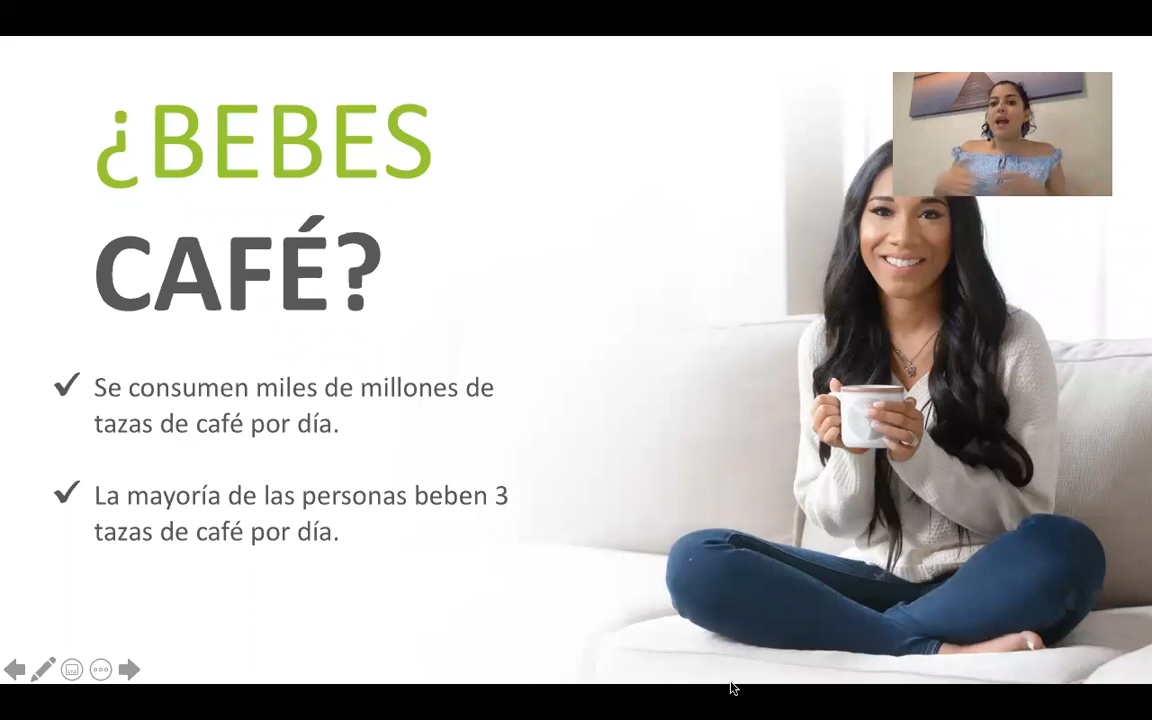 ¿BEBES
CAFÉ?
✓ Se consumen miles de millones de
tazas de café por día.
✓ La mayoría de las personas beben 3
tazas de café por día.